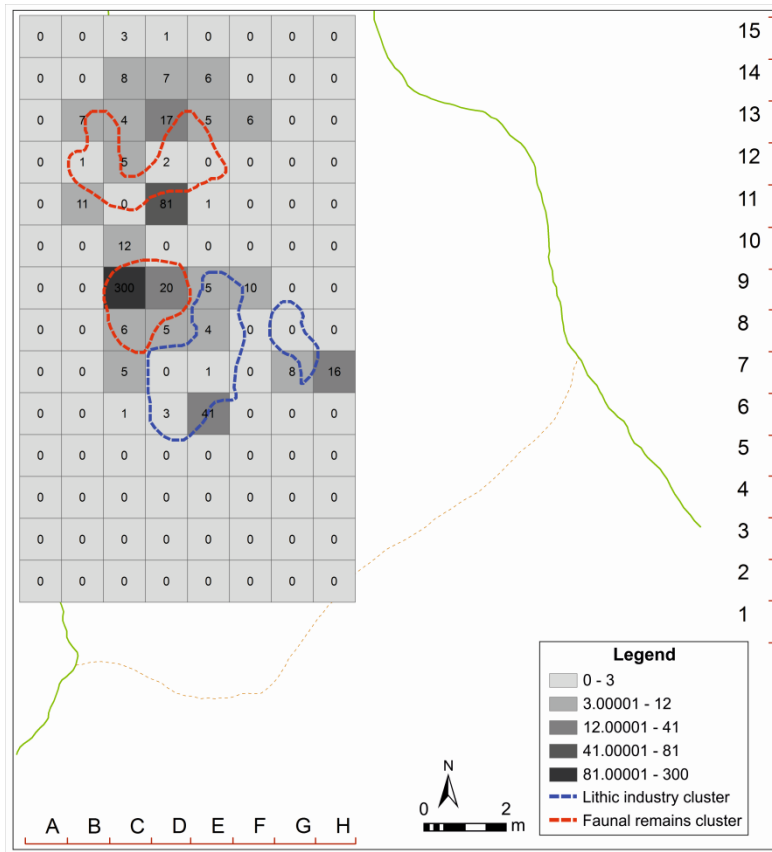 0 0 3 1 0 0 0 0 15
0 0 8 7 6 0 0 0 14
0 7 4 17 5 6 0 0 13
0 1 5 2 0 0 0 0 12
0 11 0 81 1 0 0 0 11
0 0 12 0 0 0 0 0 10
0 0 300 20 5 10 0 0 9
0 0 6 5 4 0 0 0 8
0 0 5 0 1 0 8 16 7
0 0 1 3 41 0 0 0 6
0 0 0 0 0 0 0 0 5
0 0 0 0 0 0 0 0 4
0 0 0 0 0 0 0 0 3
0 0 0 0 0 0 0 0 2
1
Legend
0 - 3
3.00001 - 12
12.00001 - 41
41.00001 - 81
81.00001 - 300
Lithic industry cluster
Faunal remains cluster
N
0 2
m
A B C D E F G H